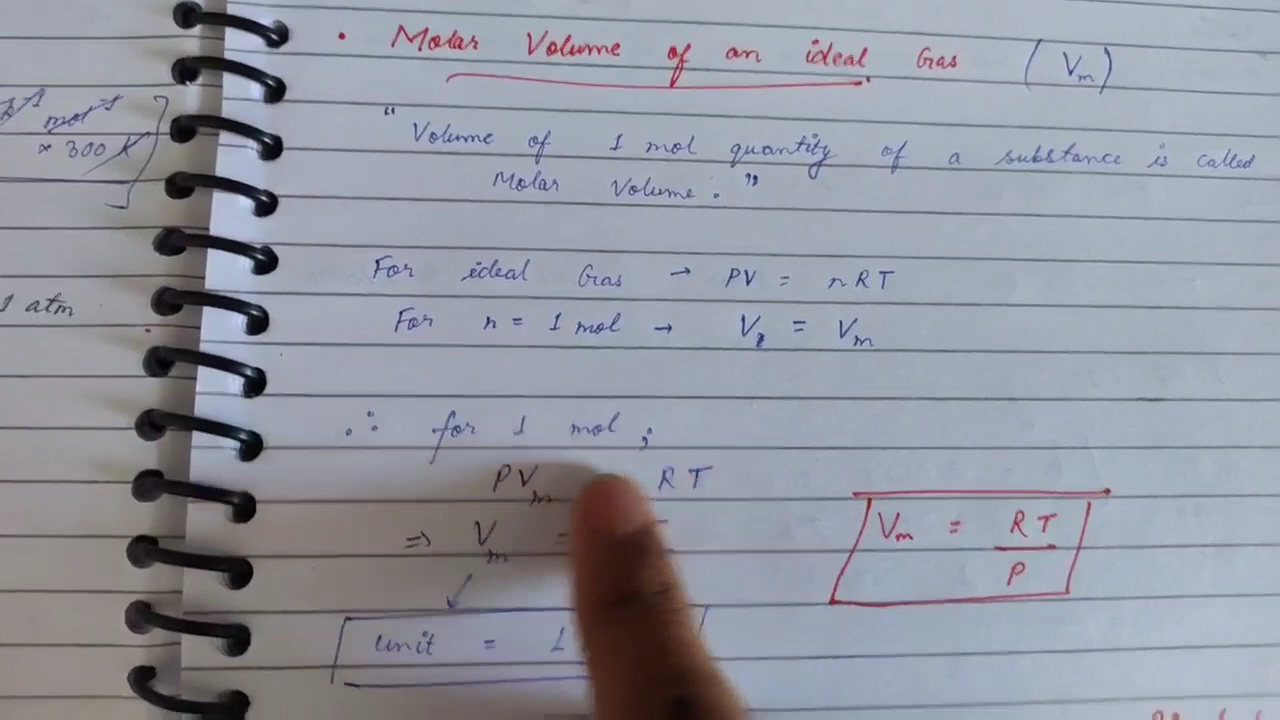 • Molar Volume of an ideal Gas (Vm)
mol⁻¹
× 300 K
"Volume of 1 mol quantity of a substance is called
Molar Volume."
For ideal Gas → PV = nRT
For n = 1 mol → V = Vm
1 atm
∴ for 1 mol ;
PVm RT
⇒ Vm =
Vm = RT
P
unit =